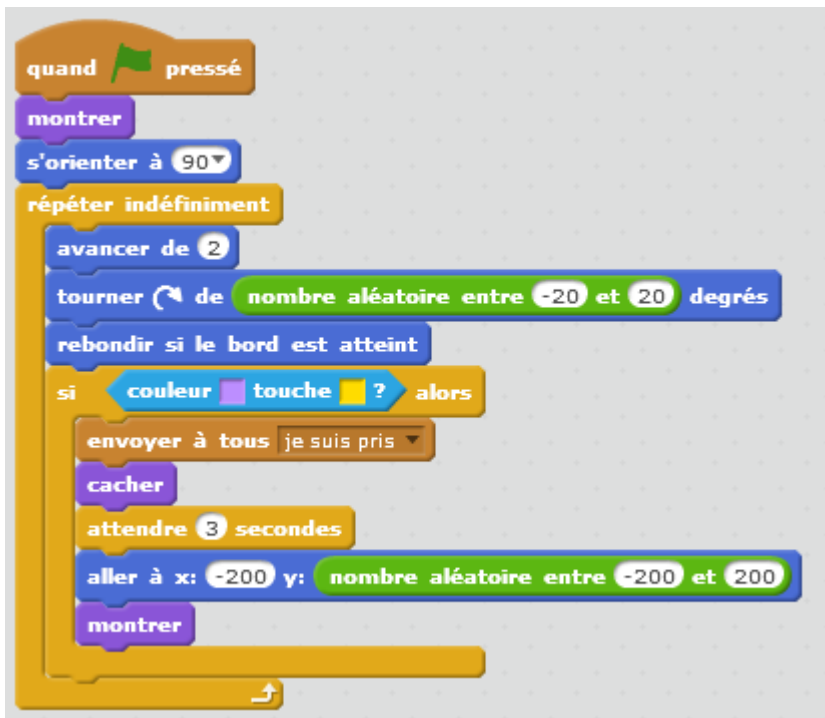 quand pressé
montrer
s'orienter à 90
répéter indéfiniment
avancer de 2
tourner de nombre aléatoire entre -20 et 20 degrés
rebondir si le bord est atteint
si couleur touche ? alors
envoyer à tous je suis pris
cacher
attendre 3 secondes
aller à x: -200 y: nombre aléatoire entre -200 et 200
montrer